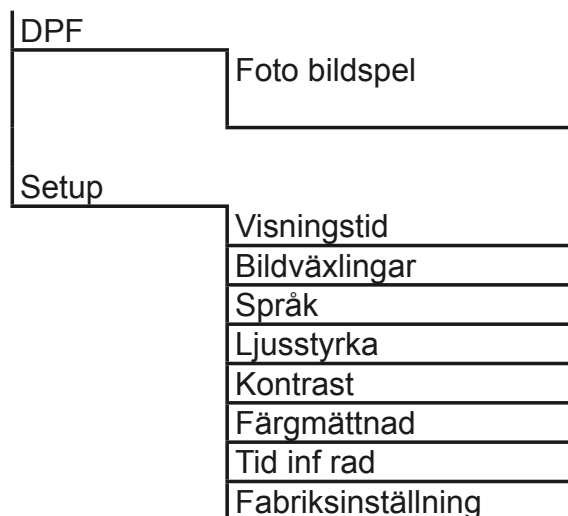 DPF
Foto bildspel
Setup
Visningstid
Bildväxlingar
Språk
Ljusstyrka
Kontrast
Färgmättnad
Tid inf rad
Fabriksinställning